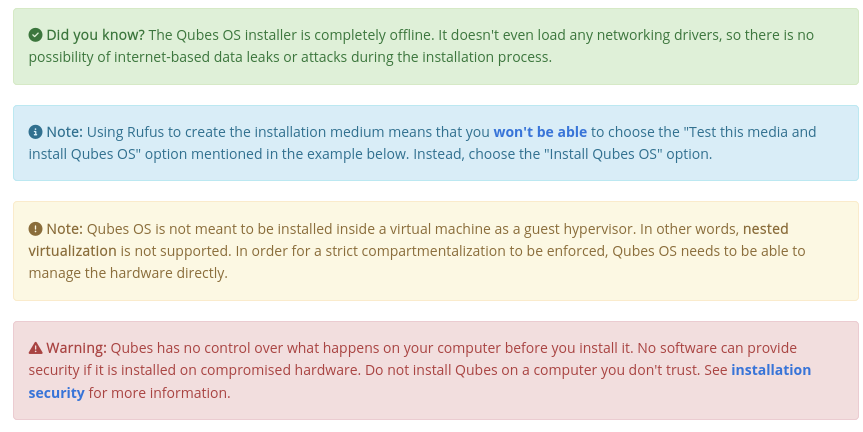 Did you know? The Qubes OS installer is completely offline. It doesn't even load any networking drivers, so there is no
possibility of internet-based data leaks or attacks during the installation process.
Note: Using Rufus to create the installation medium means that you won't be able to choose the "Test this media and
install Qubes OS" option mentioned in the example below. Instead, choose the "Install Qubes OS" option.
Note: Qubes OS is not meant to be installed inside a virtual machine as a guest hypervisor. In other words, nested
virtualization is not supported. In order for a strict compartmentalization to be enforced, Qubes OS needs to be able to
manage the hardware directly.
Warning: Qubes has no control over what happens on your computer before you install it. No software can provide
security if it is installed on compromised hardware. Do not install Qubes on a computer you don't trust. See installation
security for more information.